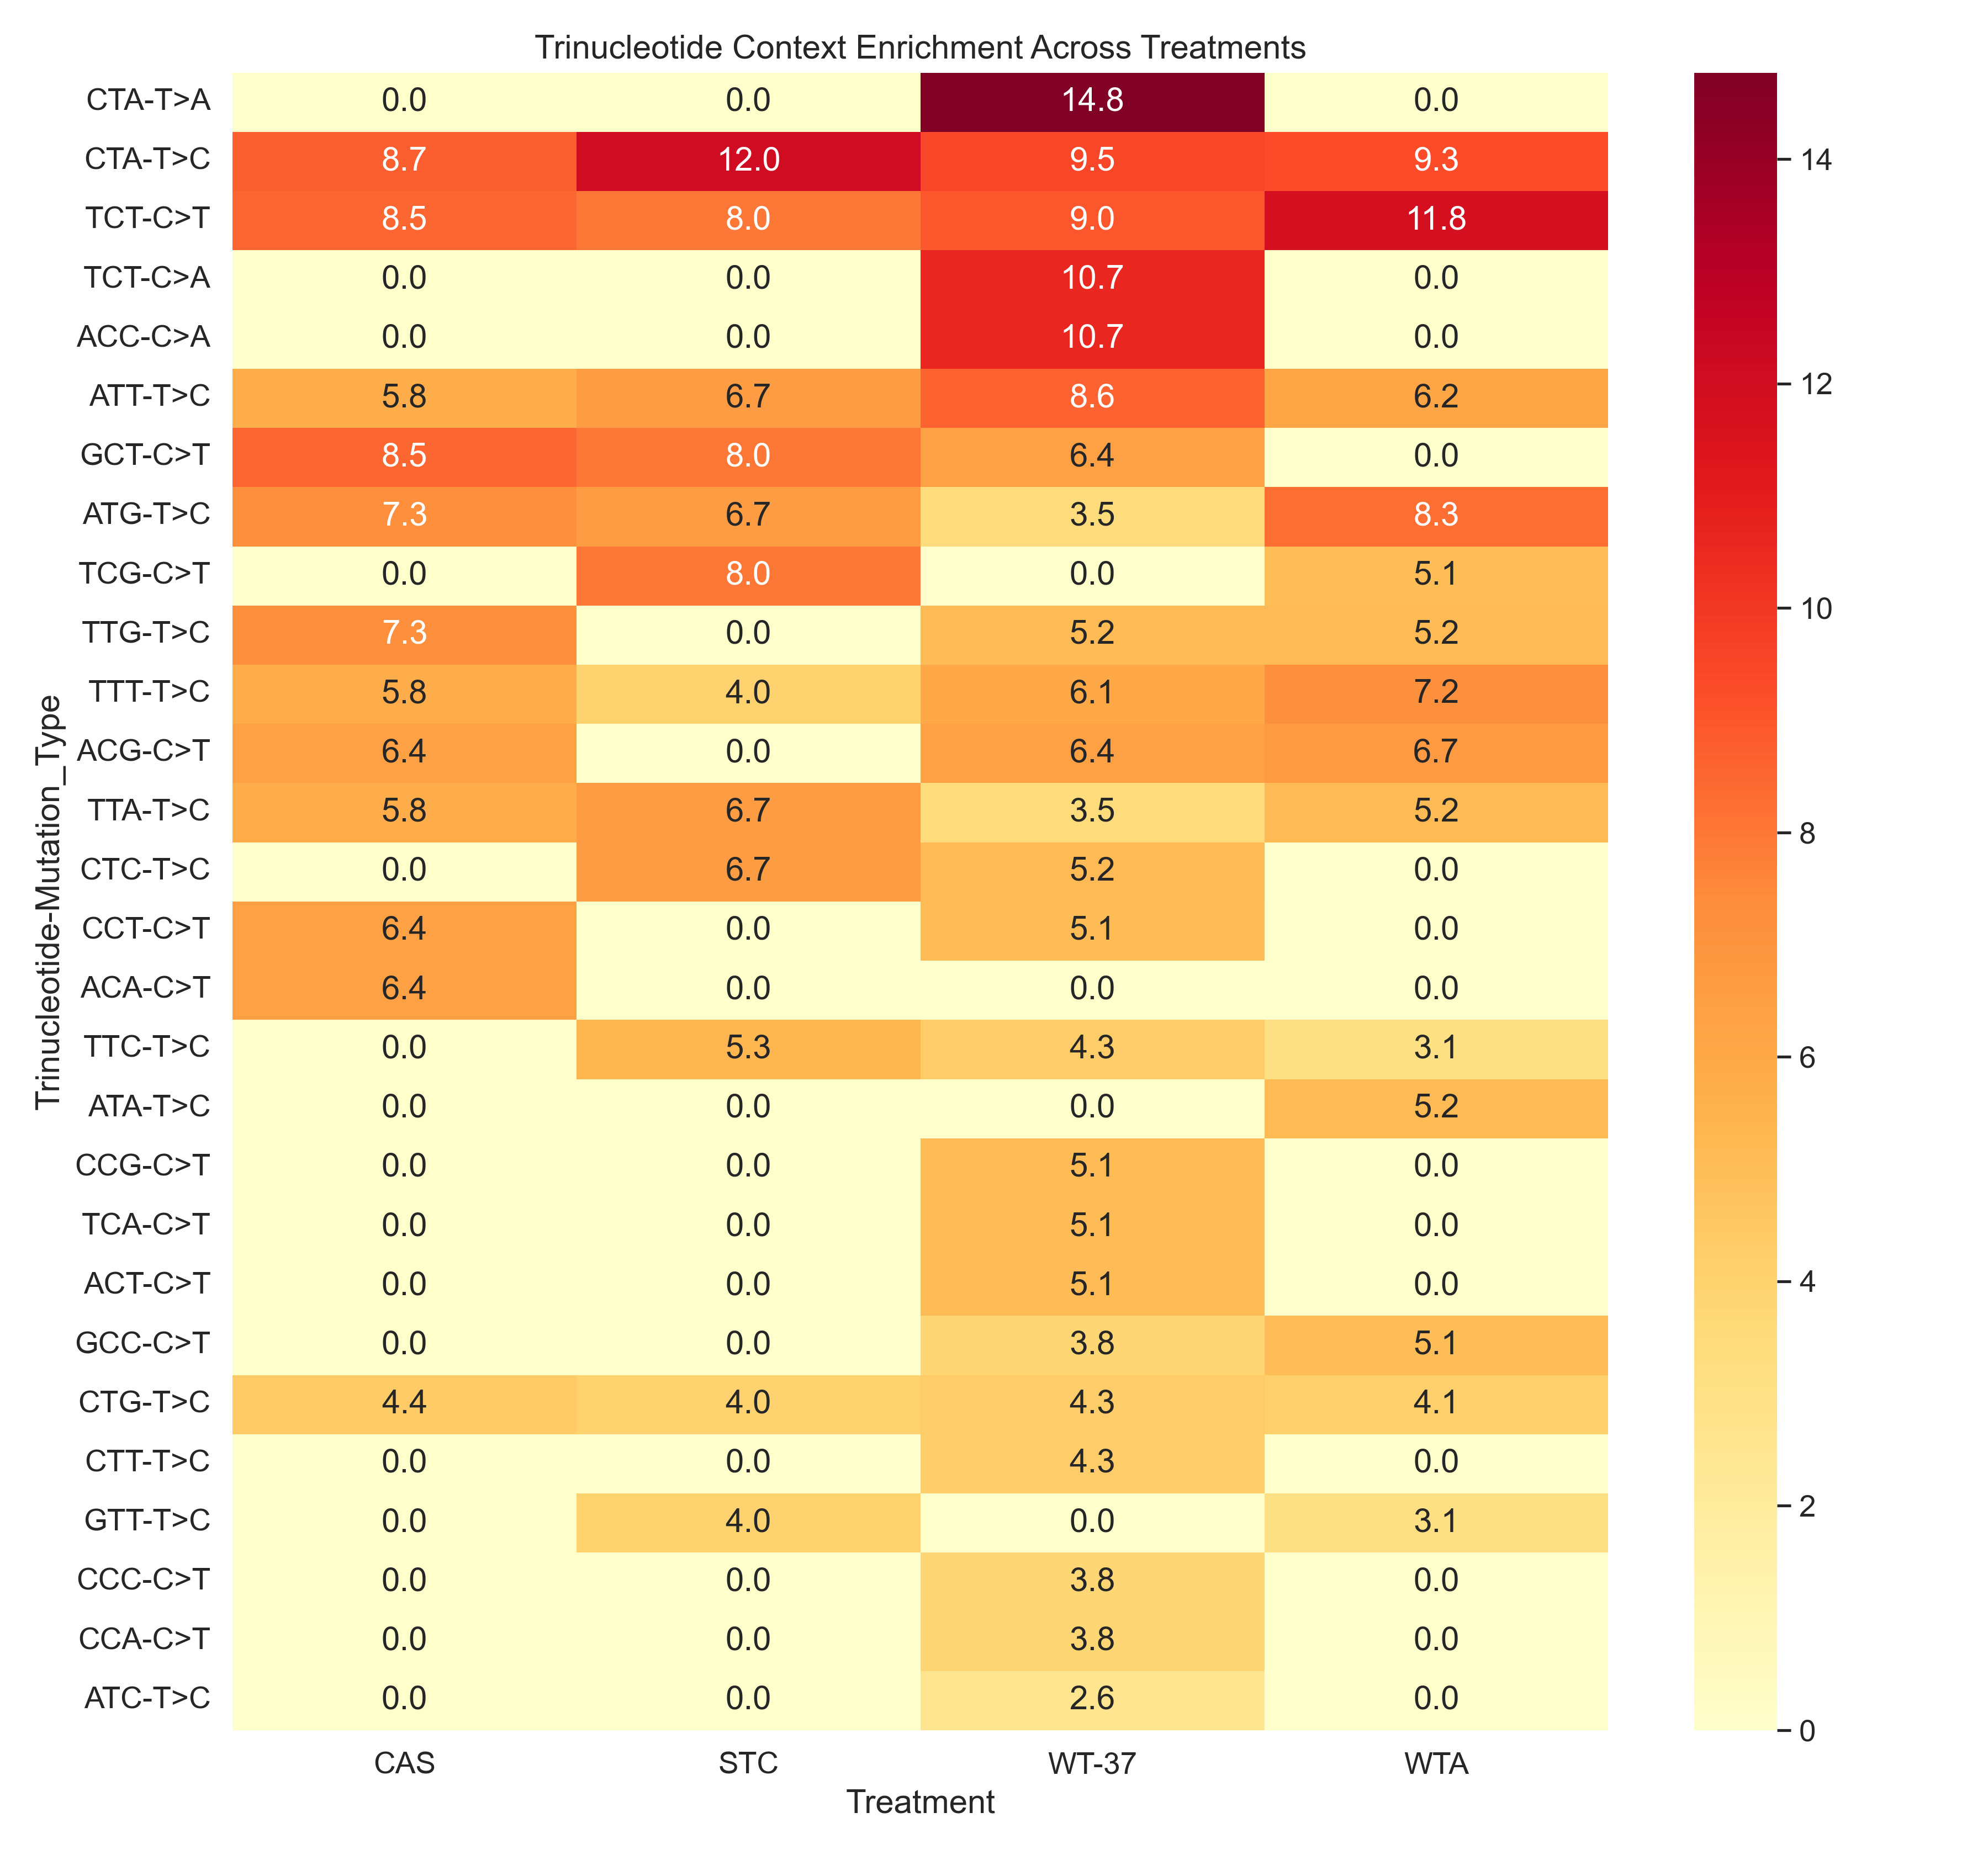 Trinucleotide Context Enrichment Across Treatments
CTA-T>A 0.0 0.0 14.8 0.0
CTA-T>C 8.7 12.0 9.5 9.3
TCT-C>T 8.5 8.0 9.0 11.8
TCT-C>A 0.0 0.0 10.7 0.0
ACC-C>A 0.0 0.0 10.7 0.0
ATT-T>C 5.8 6.7 8.6 6.2
GCT-C>T 8.5 8.0 6.4 0.0
ATG-T>C 7.3 6.7 3.5 8.3
TCG-C>T 0.0 8.0 0.0 5.1
TTG-T>C 7.3 0.0 5.2 5.2
TTT-T>C 5.8 4.0 6.1 7.2
ACG-C>T 6.4 0.0 6.4 6.7
TTA-T>C 5.8 6.7 3.5 5.2
CTC-T>C 0.0 6.7 5.2 0.0
CCT-C>T 6.4 0.0 5.1 0.0
ACA-C>T 6.4 0.0 0.0 0.0
TTC-T>C 0.0 5.3 4.3 3.1
ATA-T>C 0.0 0.0 0.0 5.2
CCG-C>T 0.0 0.0 5.1 0.0
TCA-C>T 0.0 0.0 5.1 0.0
ACT-C>T 0.0 0.0 5.1 0.0
GCC-C>T 0.0 0.0 3.8 5.1
CTG-T>C 4.4 4.0 4.3 4.1
CTT-T>C 0.0 0.0 4.3 0.0
GTT-T>C 0.0 4.0 0.0 3.1
CCC-C>T 0.0 0.0 3.8 0.0
CCA-C>T 0.0 0.0 3.8 0.0
ATC-T>C 0.0 0.0 2.6 0.0
CAS STC WT-37 WTA
Treatment
Trinucleotide-Mutation_Type
14
12
10
8
6
4
2
0